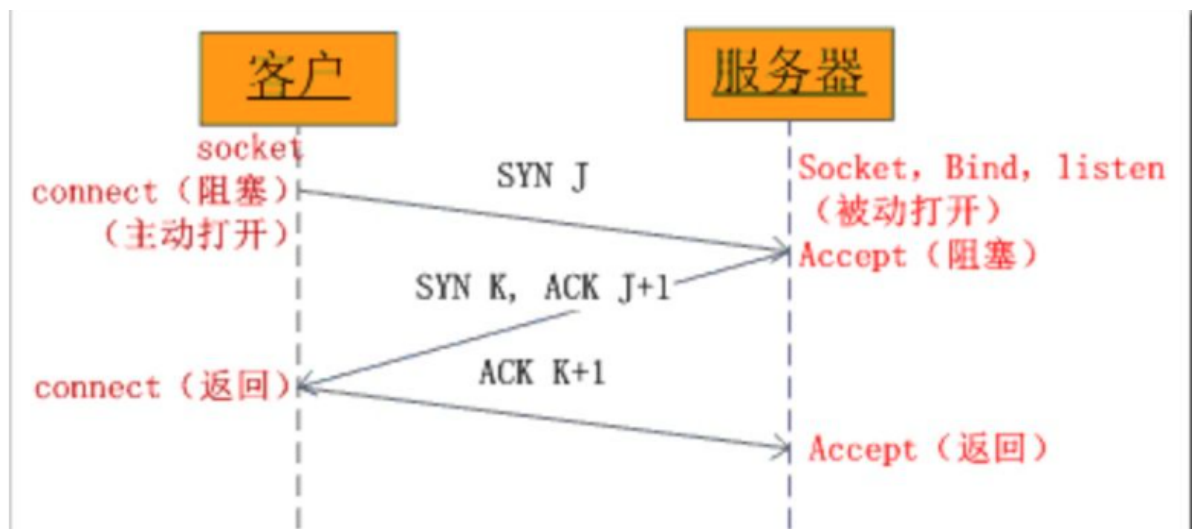 客户
服务器
socket
connect（阻塞）
（主动打开）
SYN J
Socket, Bind, listen
（被动打开）
Accept（阻塞）
SYN K, ACK J+1
connect（返回）
ACK K+1
Accept（返回）